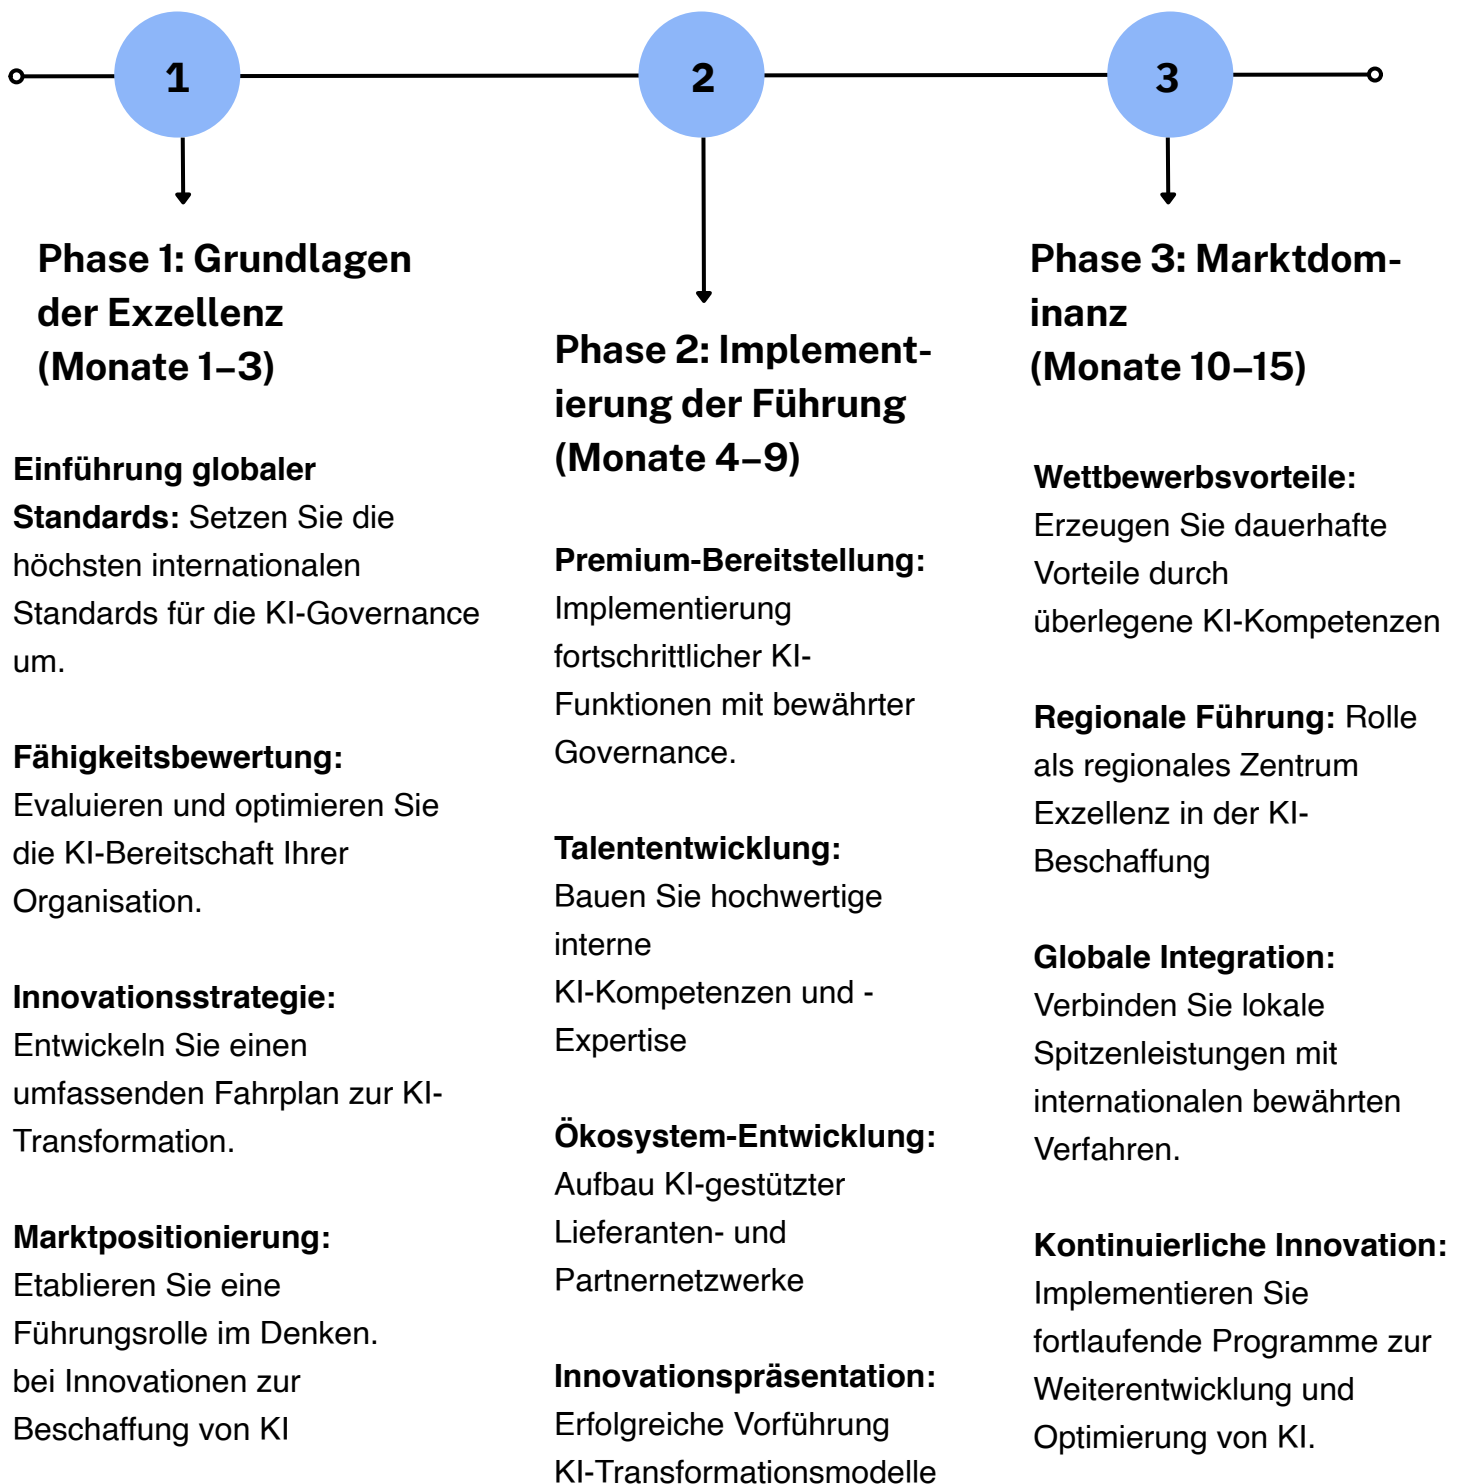 1
2
3
Phase 1: Grundlagen
der Exzellenz
(Monate 1–3)
Einführung globaler
Standards: Setzen Sie die
höchsten internationalen
Standards für die KI-Governance
um.
Fähigkeitsbewertung:
Evaluieren und optimieren Sie
die KI-Bereitschaft Ihrer
Organisation.
Innovationsstrategie:
Entwickeln Sie einen
umfassenden Fahrplan zur KI-
Transformation.
Marktpositionierung:
Etablieren Sie eine
Führungsrolle im Denken.
bei Innovationen zur
Beschaffung von KI
Phase 2: Implement-
ierung der Führung
(Monate 4–9)
Premium-Bereitstellung:
Implementierung
fortschrittlicher KI-
Funktionen mit bewährter
Governance.
Talententwicklung:
Bauen Sie hochwertige
interne
KI-Kompetenzen und -
Expertise
Ökosystem-Entwicklung:
Aufbau KI-gestützter
Lieferanten- und
Partnernetzwerke
Innovationspräsentation:
Erfolgreiche Vorführung
KI-Transformationsmodelle
Phase 3: Marktdom-
inanz
(Monate 10–15)
Wettbewerbsvorteile:
Erzeugen Sie dauerhafte
Vorteile durch
überlegene KI-Kompetenzen
Regionale Führung: Rolle
als regionales Zentrum
Exzellenz in der KI-
Beschaffung
Globale Integration:
Verbinden Sie lokale
Spitzenleistungen mit
internationalen bewährten
Verfahren.
Kontinuierliche Innovation:
Implementieren Sie
fortlaufende Programme zur
Weiterentwicklung und
Optimierung von KI.